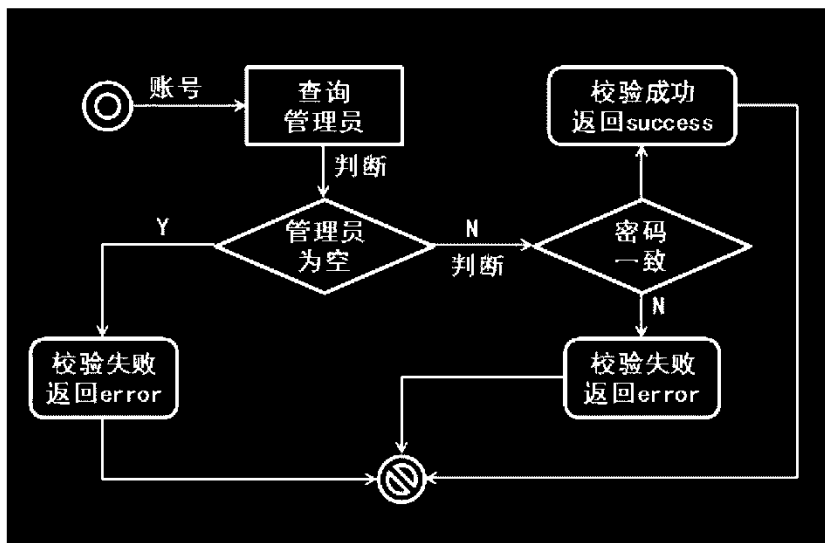 账号
查询
管理员
校验成功
返回success
判断
Y
管理员
为空
N
判断
密码
一致
N
校验失败
返回error
校验失败
返回error